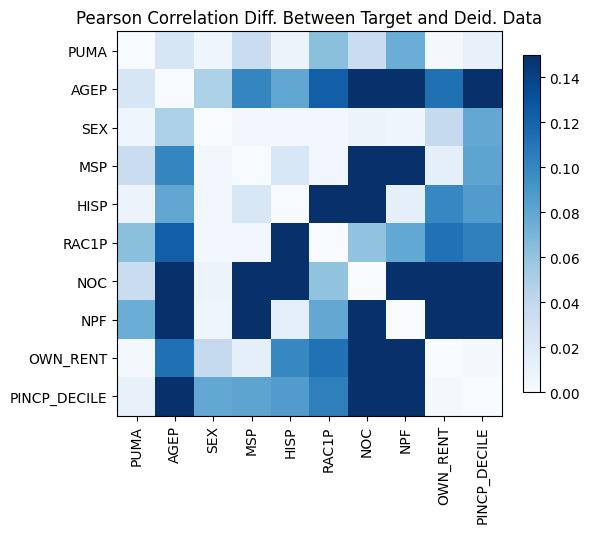 Pearson Correlation Diff. Between Target and Deid. Data
PUMA
AGEP
SEX
MSP
HISP
RAC1P
NOC
NPF
OWN_RENT
PINCP_DECILE
PUMA
AGEP
SEX
MSP
HISP
RAC1P
NOC
NPF
OWN_RENT
PINCP_DECILE
0.14
0.12
0.10
0.08
0.06
0.04
0.02
0.00